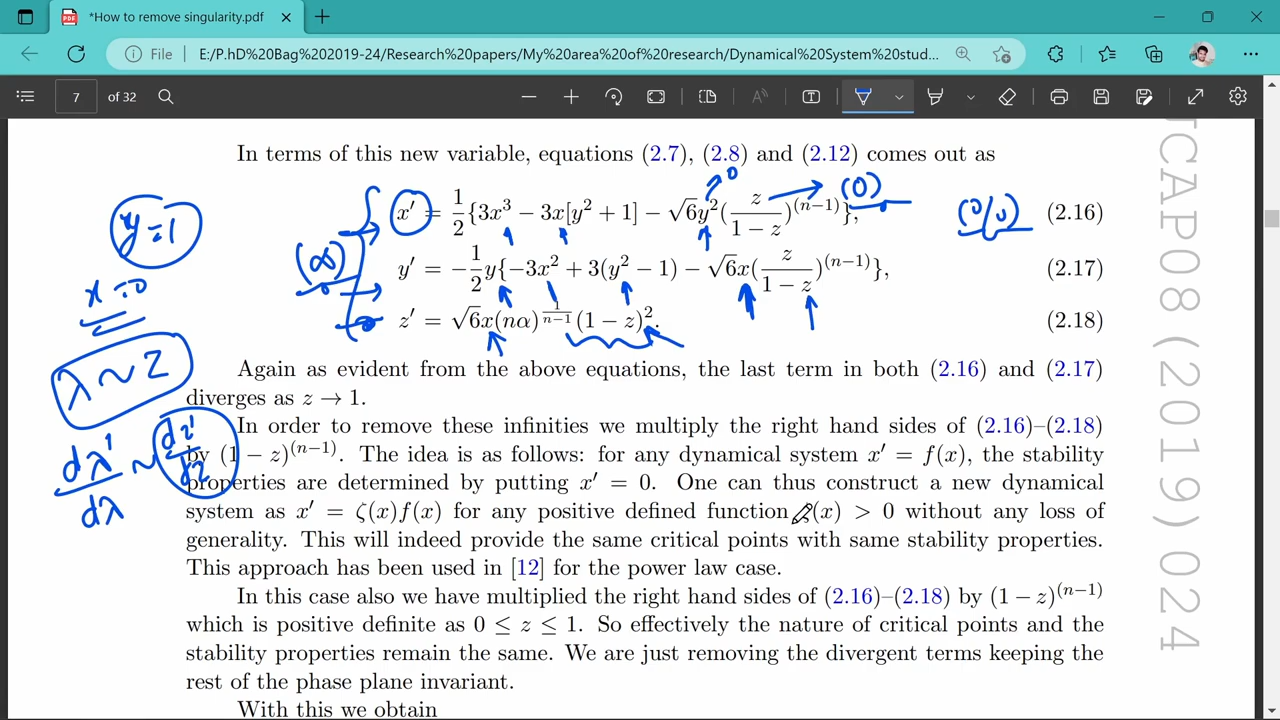 *How to remove singularity.pdf
File E:/P.hD%20Bag%202019-24/Research%20papers/My%20area%20of%20research/Dynamical%20System%20stud...
7 of 32
In terms of this new variable, equations (2.7), (2.8) and (2.12) comes out as
x′ = 1/2{3x³ − 3x[y² + 1] − √6y²(z/(1 − z))^(n−1)}, (2.16)
y′ = −1/2y{−3x² + 3(y² − 1) − √6x(z/(1 − z))^(n−1)}, (2.17)
z′ = √6x(nα)^(1/(n−1))(1 − z)². (2.18)
Again as evident from the above equations, the last term in both (2.16) and (2.17)
diverges as z → 1.
In order to remove these infinities we multiply the right hand sides of (2.16)–(2.18)
by (1 − z)^(n−1). The idea is as follows: for any dynamical system x′ = f(x), the stability
properties are determined by putting x′ = 0. One can thus construct a new dynamical
system as x′ = ζ(x)f(x) for any positive defined function (x) > 0 without any loss of
generality. This will indeed provide the same critical points with same stability properties.
This approach has been used in [12] for the power law case.
In this case also we have multiplied the right hand sides of (2.16)–(2.18) by (1 − z)^(n−1)
which is positive definite as 0 ≤ z ≤ 1. So effectively the nature of critical points and the
stability properties remain the same. We are just removing the divergent terms keeping the
rest of the phase plane invariant.
With this we obtain
y=1
x=0
λ ~ z
dλ'/dλ ~ dz'/dz
(∞)
0
(0)
(0/0)
JCAP08(2019)024